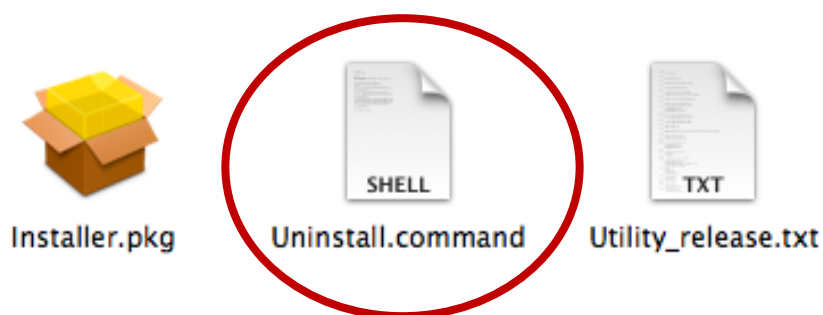 SHELL
TXT
Installer.pkg
Uninstall.command
Utility_release.txt